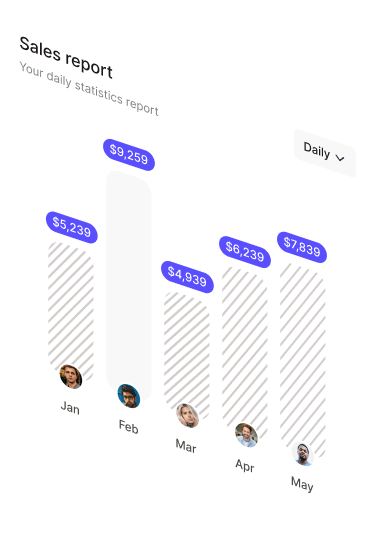 Sales report
Your daily statistics report
Daily
$9,259
$5,239
$4,939
$6,239
$7,839
Jan
Feb
Mar
Apr
May